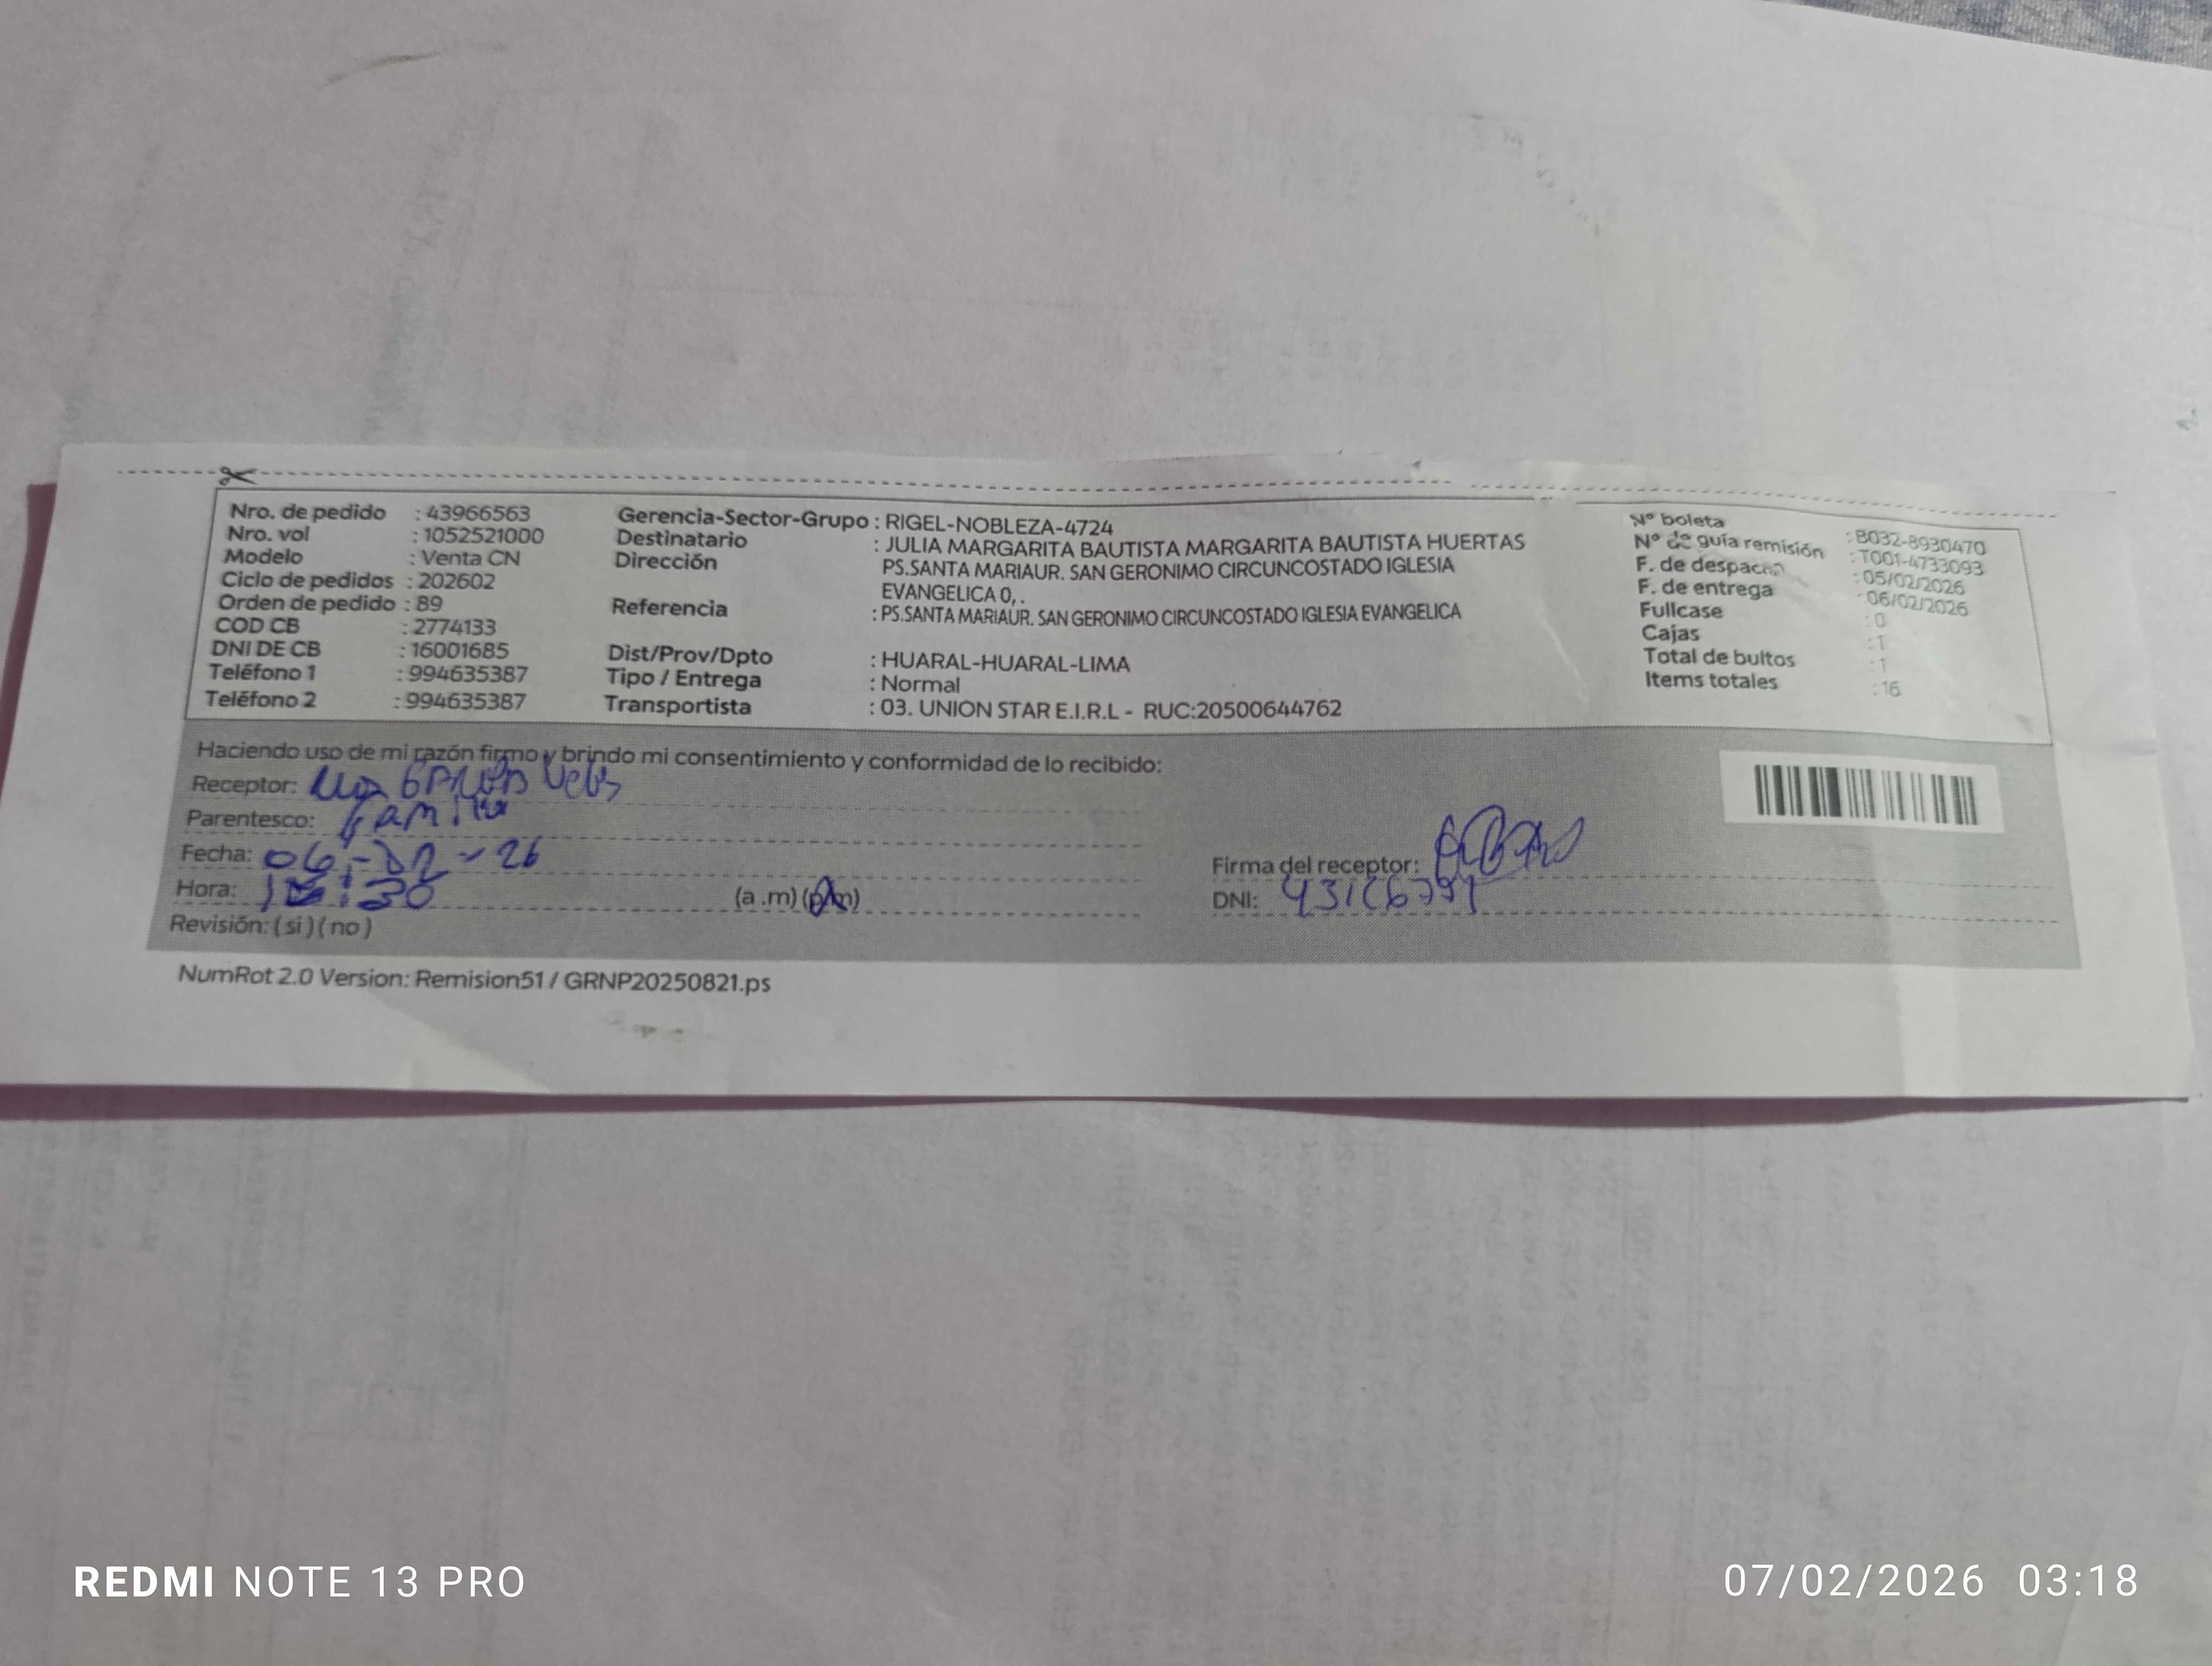 Nro. de pedido : 43966563
Nro. vol : 1052521000
Modelo : Venta CN
Ciclo de pedidos : 202602
Orden de pedido : 89
COD CB : 2774133
DNI DE CB : 16001685
Teléfono 1 : 994635387
Teléfono 2 : 994635387
Gerencia-Sector-Grupo : RIGEL-NOBLEZA-4724
Destinatario : JULIA MARGARITA BAUTISTA MARGARITA BAUTISTA HUERTAS
Dirección PS.SANTA MARIAUR. SAN GERONIMO CIRCUNCOSTADO IGLESIA
EVANGELICA 0,.
Referencia : PS.SANTA MARIAUR. SAN GERONIMO CIRCUNCOSTADO IGLESIA EVANGELICA
Dist/Prov/Dpto : HUARAL-HUARAL-LIMA
Tipo / Entrega : Normal
Transportista : 03. UNION STAR E.I.R.L - RUC:20500644762
Nº boleta : B032-8930470
Nº de guía remisión : T001-4733093
F. de despacho : 05/02/2026
F. de entrega : 06/02/2026
Fullcase : 0
Cajas : 1
Total de bultos : 1
Items totales : 16
Haciendo uso de mi razón firmo y brindo mi consentimiento y conformidad de lo recibido:
Receptor:
Parentesco: Familia
Fecha: 06-02-26
Hora: :30 (a.m) (p.m)
Revisión: (si) (no)
Firma del receptor:
DNI:
NumRot 2.0 Version: Remision51 / GRNP20250821.ps
REDMI NOTE 13 PRO
07/02/2026 03:18